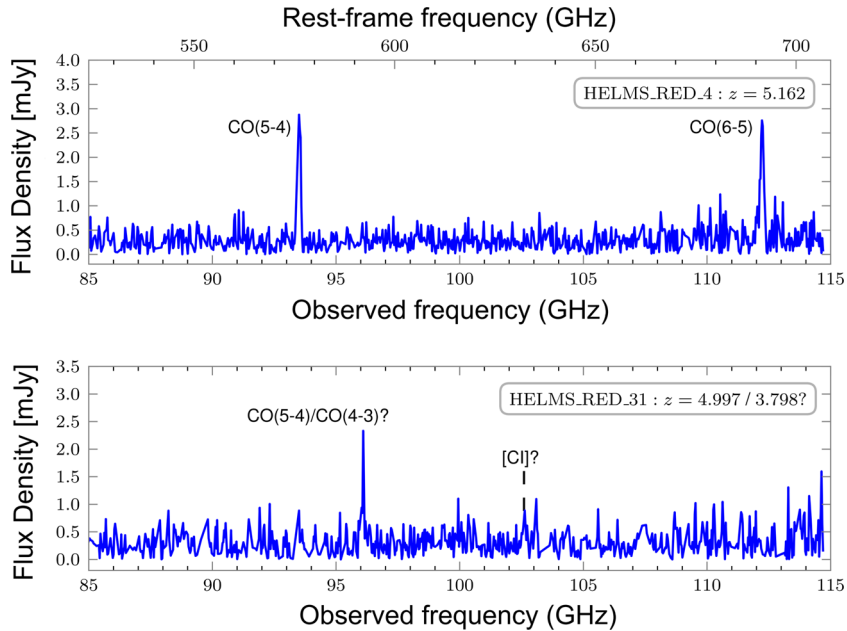 Rest-frame frequency (GHz)
550 600 650 700
4.0
3.5
3.0
2.5
2.0
1.5
1.0
0.5
0.0
Flux Density [mJy]
HELMS_RED_4 : z = 5.162
CO(5-4)
CO(6-5)
85 90 95 100 105 110 115
Observed frequency (GHz)
3.5
3.0
2.5
2.0
1.5
1.0
0.5
0.0
Flux Density [mJy]
HELMS_RED_31 : z = 4.997 / 3.798?
CO(5-4)/CO(4-3)?
[CI]?
85 90 95 100 105 110 115
Observed frequency (GHz)